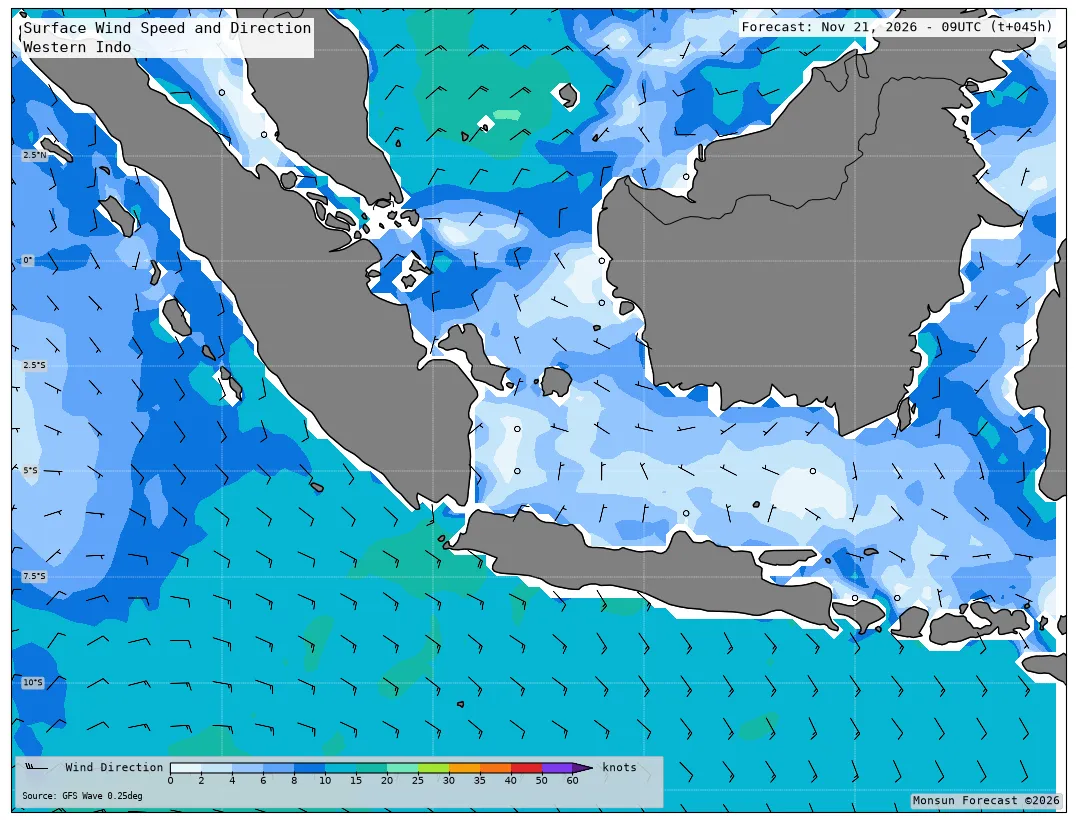 Surface Wind Speed and Direction
Western Indo
Forecast: Nov 21, 2026 - 09UTC (t+045h)
2.5°N
0°
2.5°S
5°S
7.5°S
10°S
Wind Direction
0 2 4 6 8 10 15 20 25 30 35 40 50 60 knots
Source: GFS Wave 0.25deg
Monsun Forecast ©2026